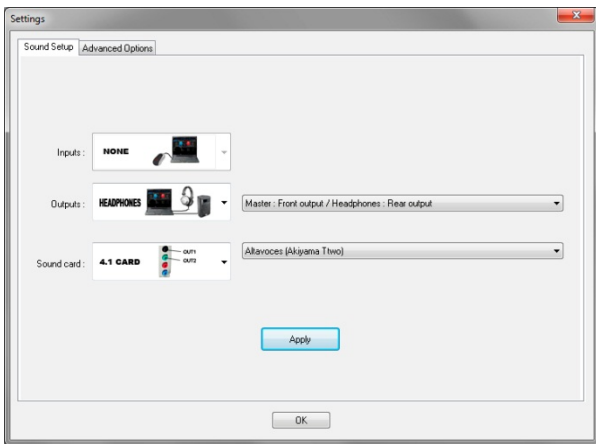 Settings
Sound Setup
Advanced Options
Inputs :
NONE
Outputs :
HEADPHONES
Master : Front output / Headphones : Rear output
Sound card :
4.1 CARD
OUT1
OUT2
Altavoces (Akiyama Ttwo)
Apply
OK